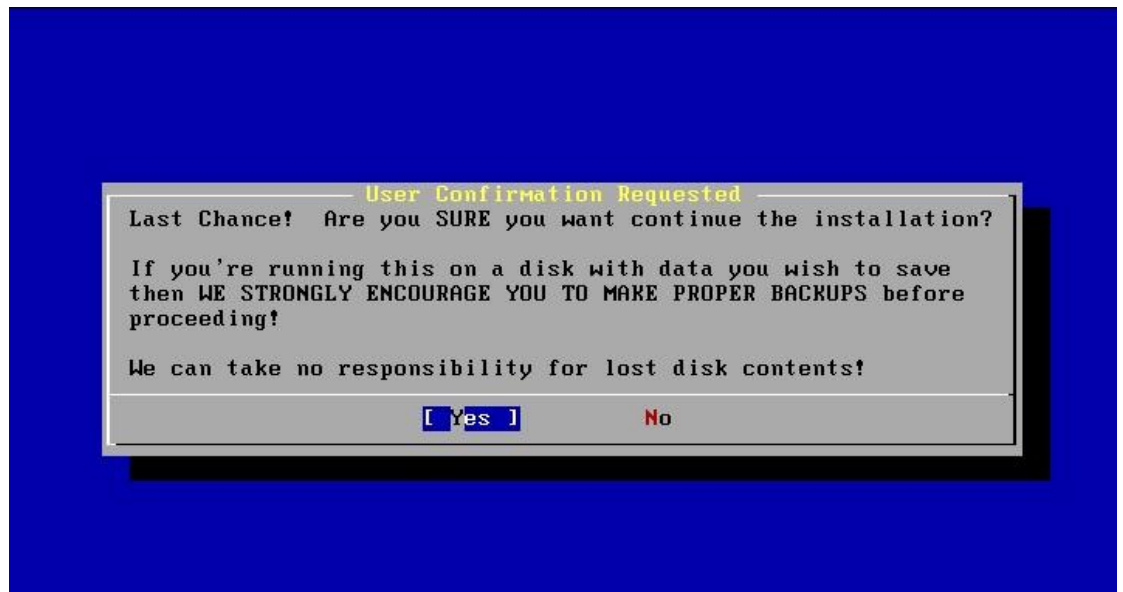 User Confirmation Requested
Last Chance!  Are you SURE you want continue the installation?
If you're running this on a disk with data you wish to save
then WE STRONGLY ENCOURAGE YOU TO MAKE PROPER BACKUPS before
proceeding!
We can take no responsibility for lost disk contents!
[ Yes ]        No